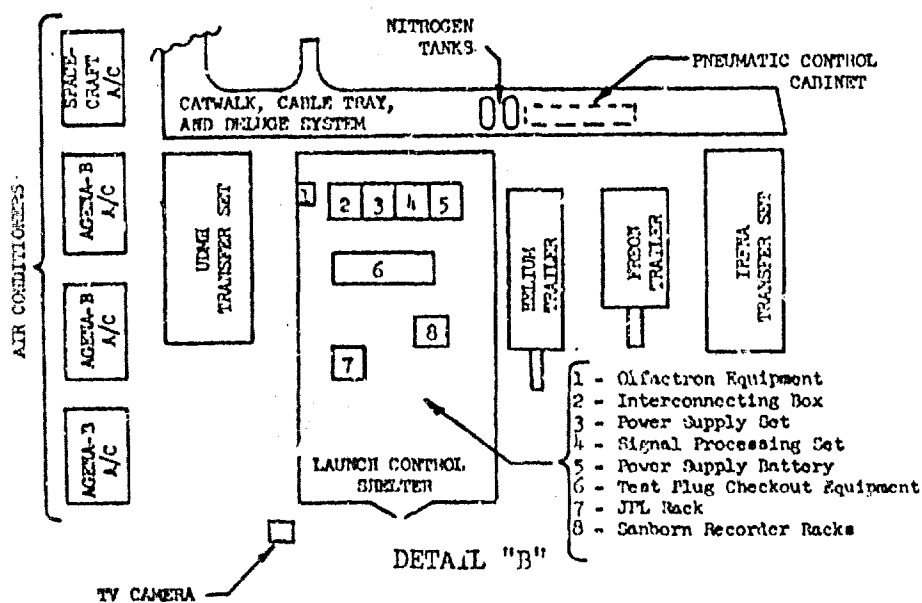 NITROGEN
TANKS
PNEUMATIC CONTROL
CABINET
SPACE-
CRAFT
A/C
CATWALK, CABLE TRAY,
AND DELUGE SYSTEM
AIR CONDITIONERS
AGENA-B
A/C
AGENA-B
A/C
AGENA-B
A/C
UDMH
TRANSFER SET
1
2
3
4
5
6
7
8
HELIUM
TRAILER
FREON
TRAILER
IRFNA
TRANSFER SET
LAUNCH CONTROL
SHELTER
1 - Olfactron Equipment
2 - Interconnecting Box
3 - Power Supply Set
4 - Signal Processing Set
5 - Power Supply Battery
6 - Test Plug Checkout Equipment
7 - JPL Rack
8 - Sanborn Recorder Racks
DETAIL "B"
TV CAMERA